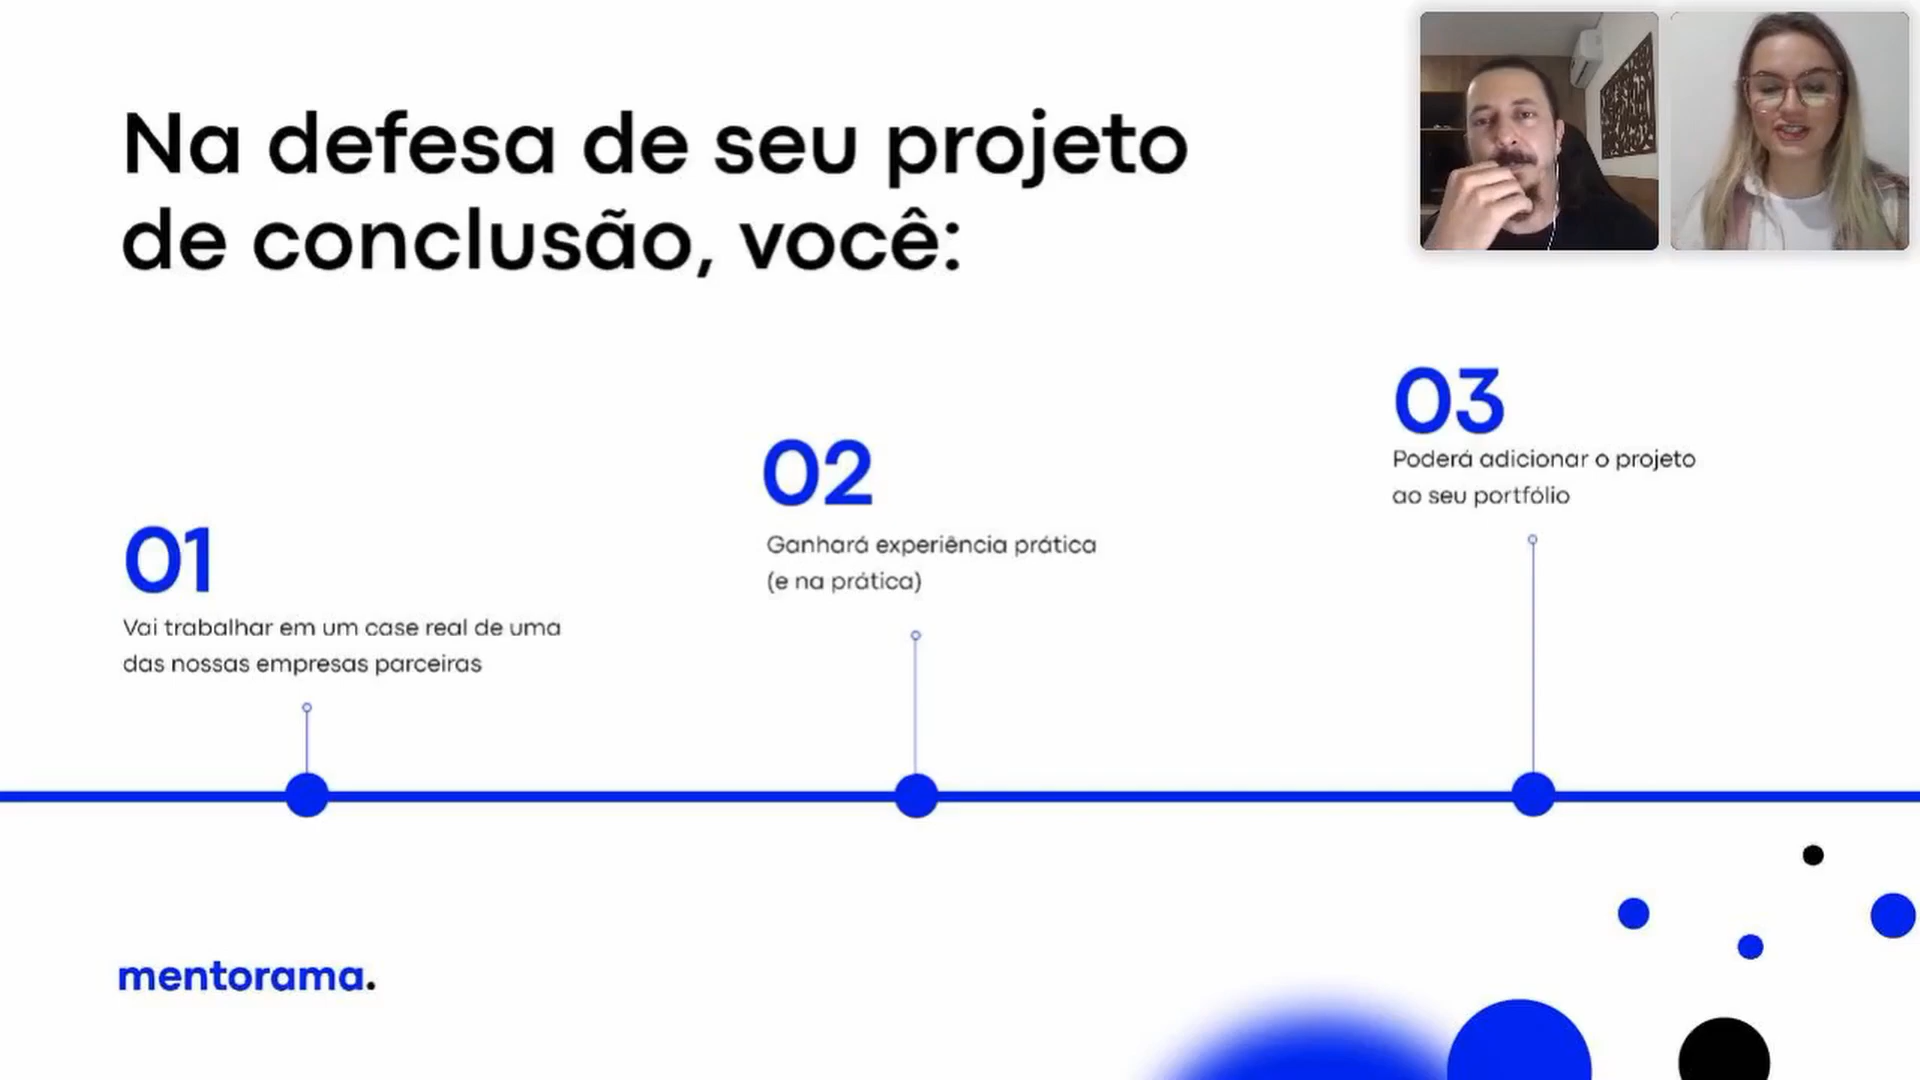 Na defesa de seu projeto
de conclusão, você:
01
Vai trabalhar em um case real de uma
das nossas empresas parceiras
02
Ganhará experiência prática
(e na prática)
03
Poderá adicionar o projeto
ao seu portfólio
mentorama.